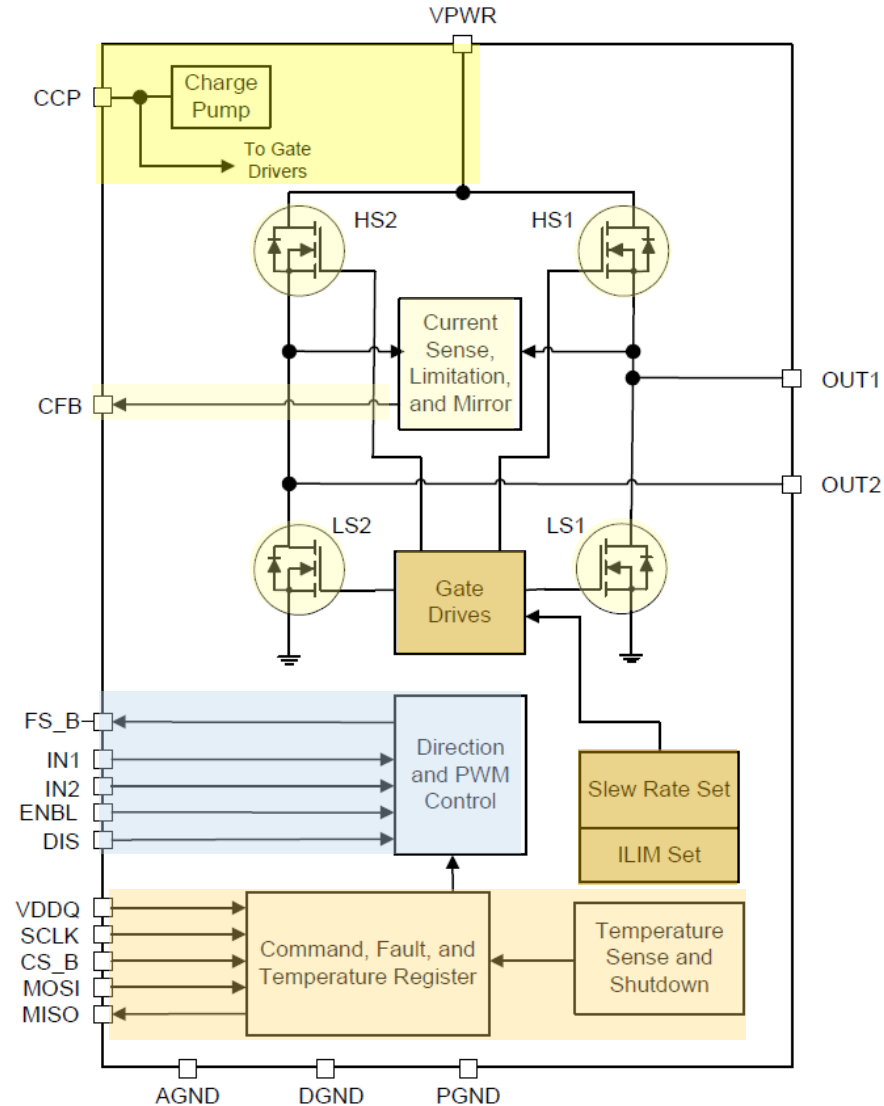 VPWR
CCP
Charge
Pump
To Gate
Drivers
HS2
HS1
Current
Sense,
Limitation,
and Mirror
OUT1
CFB
OUT2
LS2
LS1
Gate
Drives
FS_B
IN1
IN2
ENBL
DIS
Direction
and PWM
Control
Slew Rate Set
ILIM Set
VDDQ
SCLK
CS_B
MOSI
MISO
Command, Fault, and
Temperature Register
Temperature
Sense and
Shutdown
AGND
DGND
PGND